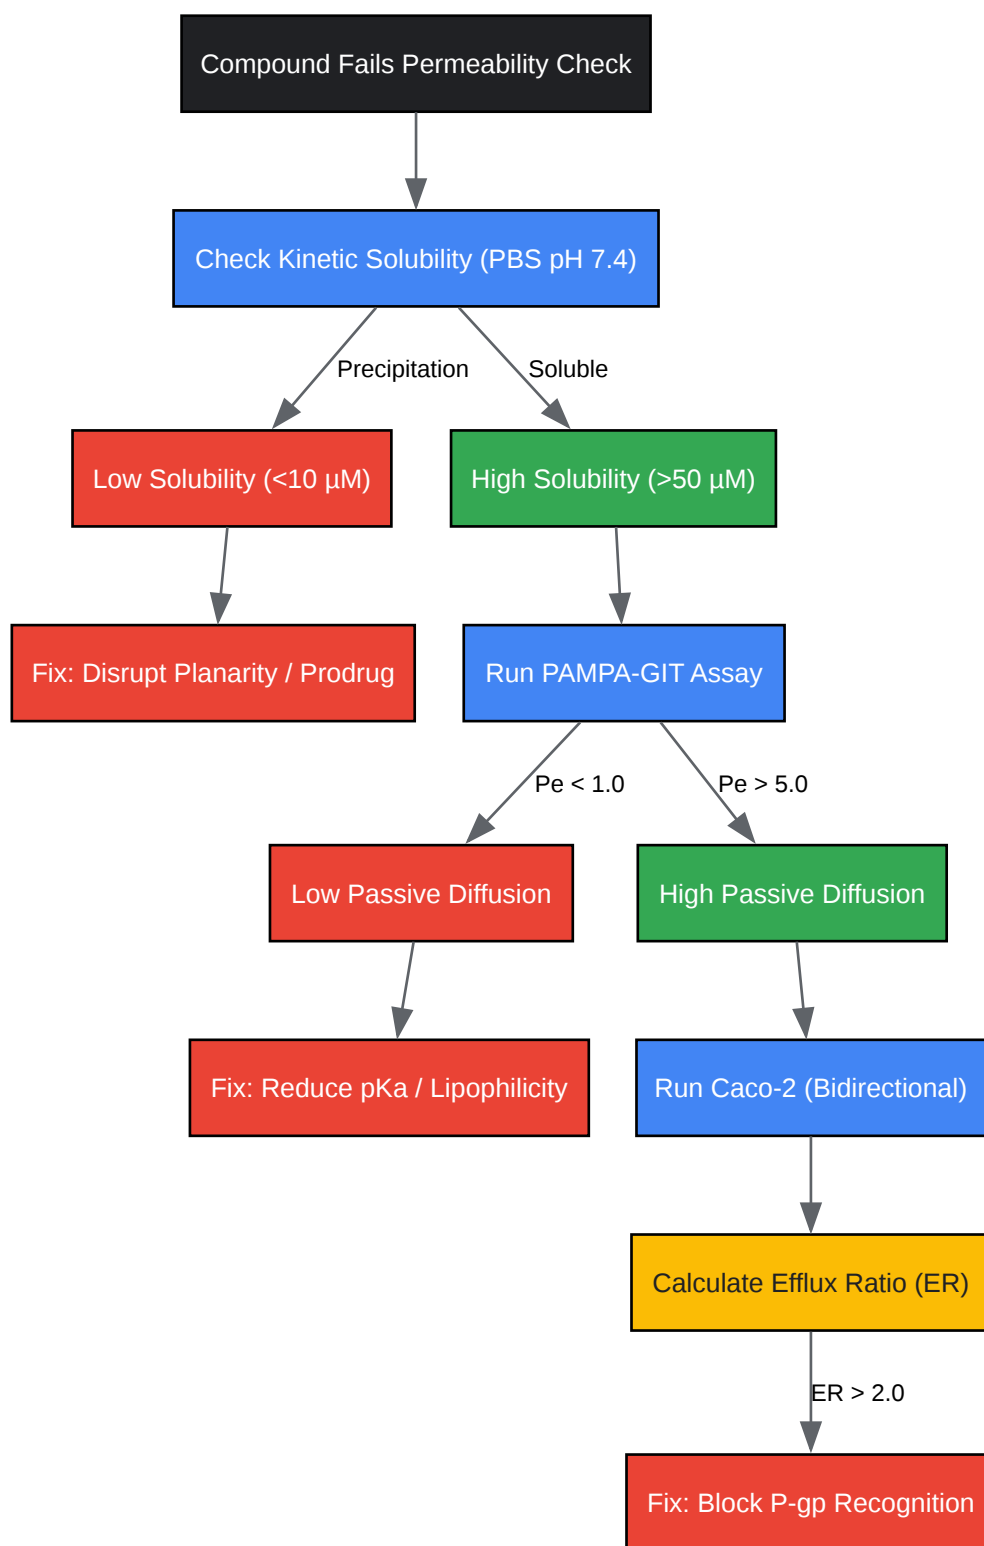 Compound Fails Permeability Check
Check Kinetic Solubility (PBS pH 7.4)
Precipitation
Soluble
Low Solubility (<10 µM)
High Solubility (>50 µM)
Fix: Disrupt Planarity / Prodrug
Run PAMPA-GIT Assay
Pe < 1.0
Pe > 5.0
Low Passive Diffusion
High Passive Diffusion
Fix: Reduce pKa / Lipophilicity
Run Caco-2 (Bidirectional)
Calculate Efflux Ratio (ER)
ER > 2.0
Fix: Block P-gp Recognition